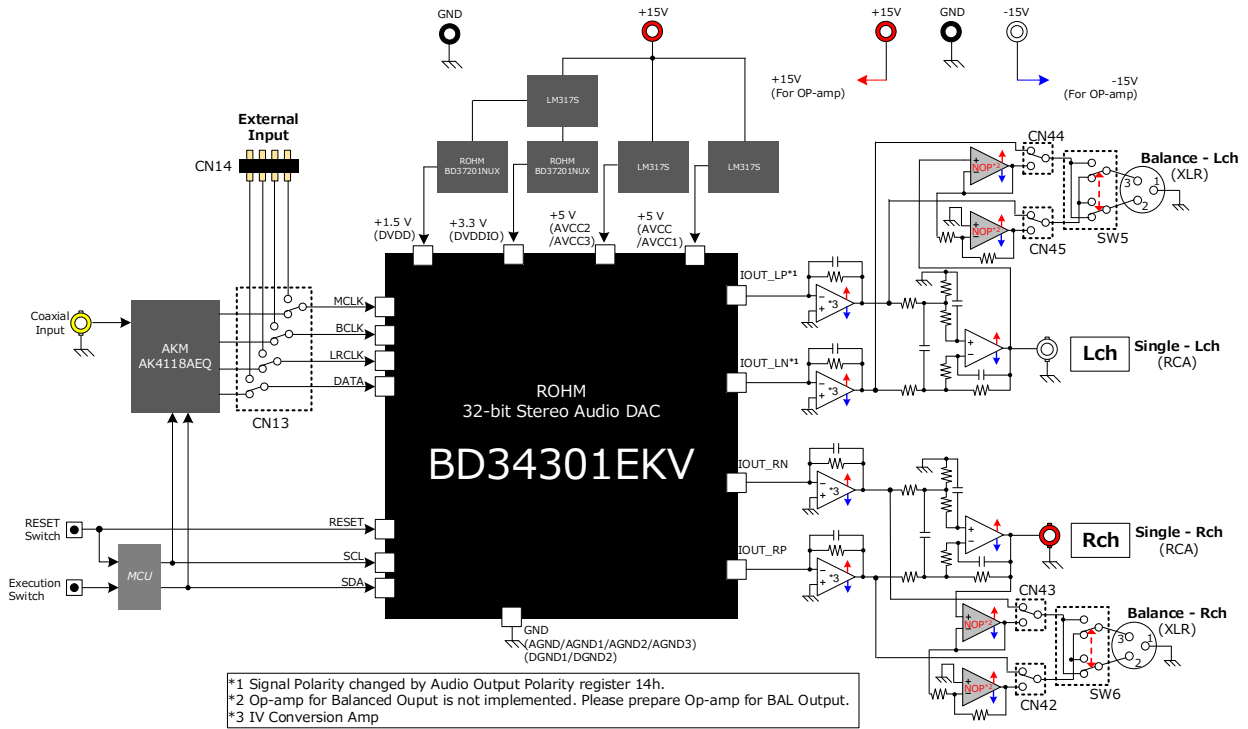 GND
+15V
+15V
GND
-15V
+15V
(For OP-amp)
-15V
(For OP-amp)
External
Input
CN14
LM317S
ROHM
BD37201NUX
ROHM
BD37201NUX
LM317S
LM317S
+1.5 V
(DVDD)
+3.3 V
(DVDDIO)
+5 V
(AVCC2
/AVCC3)
+5 V
(AVCC
/AVCC1)
CN44
NOP*2
+
−
NOP*2
+
−
CN45
SW5
Balance - Lch
(XLR)
3
1
2
Coaxial
Input
AKM
AK4118AEQ
CN13
MCLK
BCLK
LRCLK
DATA
ROHM
32-bit Stereo Audio DAC
BD34301EKV
IOUT_LP*1
−
+
*3
IOUT_LN*1
−
+
*3
+
−
Lch
Single - Lch
(RCA)
IOUT_RN
−
+
*3
IOUT_RP
−
+
*3
+
−
Rch
Single - Rch
(RCA)
RESET
Switch
RESET
MCU
SCL
Execution
Switch
SDA
GND
(AGND/AGND1/AGND2/AGND3)
(DGND1/DGND2)
CN43
NOP*2
+
−
NOP*2
+
−
CN42
SW6
Balance - Rch
(XLR)
3
1
2
*1 Signal Polarity changed by Audio Output Polarity register 14h.
*2 Op-amp for Balanced Ouput is not implemented. Please prepare Op-amp for BAL Output.
*3 IV Conversion Amp